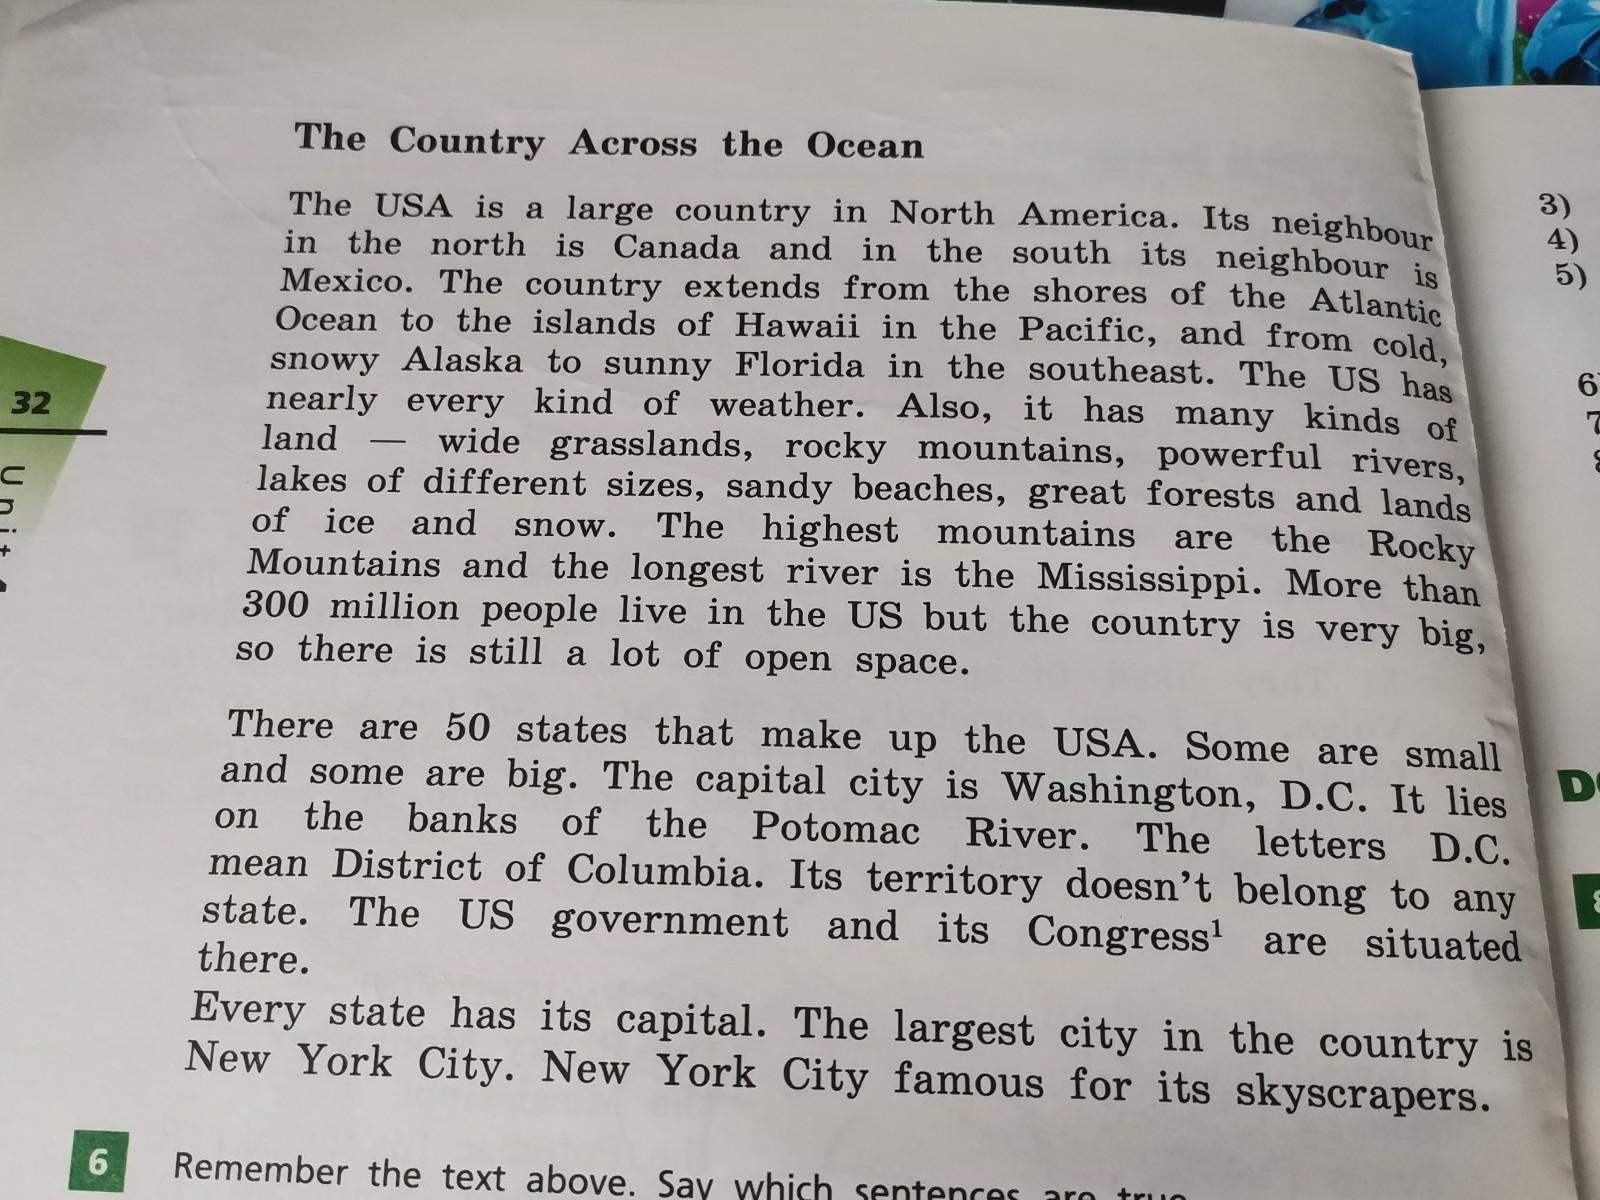 The Country Across the Ocean
The USA is a large country in North America. Its neighbour
in the north is Canada and in the south its neighbour is
Mexico. The country extends from the shores of the Atlantic
Ocean to the islands of Hawaii in the Pacific, and from cold,
snowy Alaska to sunny Florida in the southeast. The US has
nearly every kind of weather. Also, it has many kinds of
land — wide grasslands, rocky mountains, powerful rivers,
lakes of different sizes, sandy beaches, great forests and lands
of ice and snow. The highest mountains are the Rocky
Mountains and the longest river is the Mississippi. More than
300 million people live in the US but the country is very big,
so there is still a lot of open space.
There are 50 states that make up the USA. Some are small
and some are big. The capital city is Washington, D.C. It lies
on the banks of the Potomac River. The letters D.C.
mean District of Columbia. Its territory doesn't belong to any
state. The US government and its Congress¹ are situated
there.
Every state has its capital. The largest city in the country is
New York City. New York City famous for its skyscrapers.
6 Remember the text above. Say which sentences are true
32
Unit
3)
4)
5)